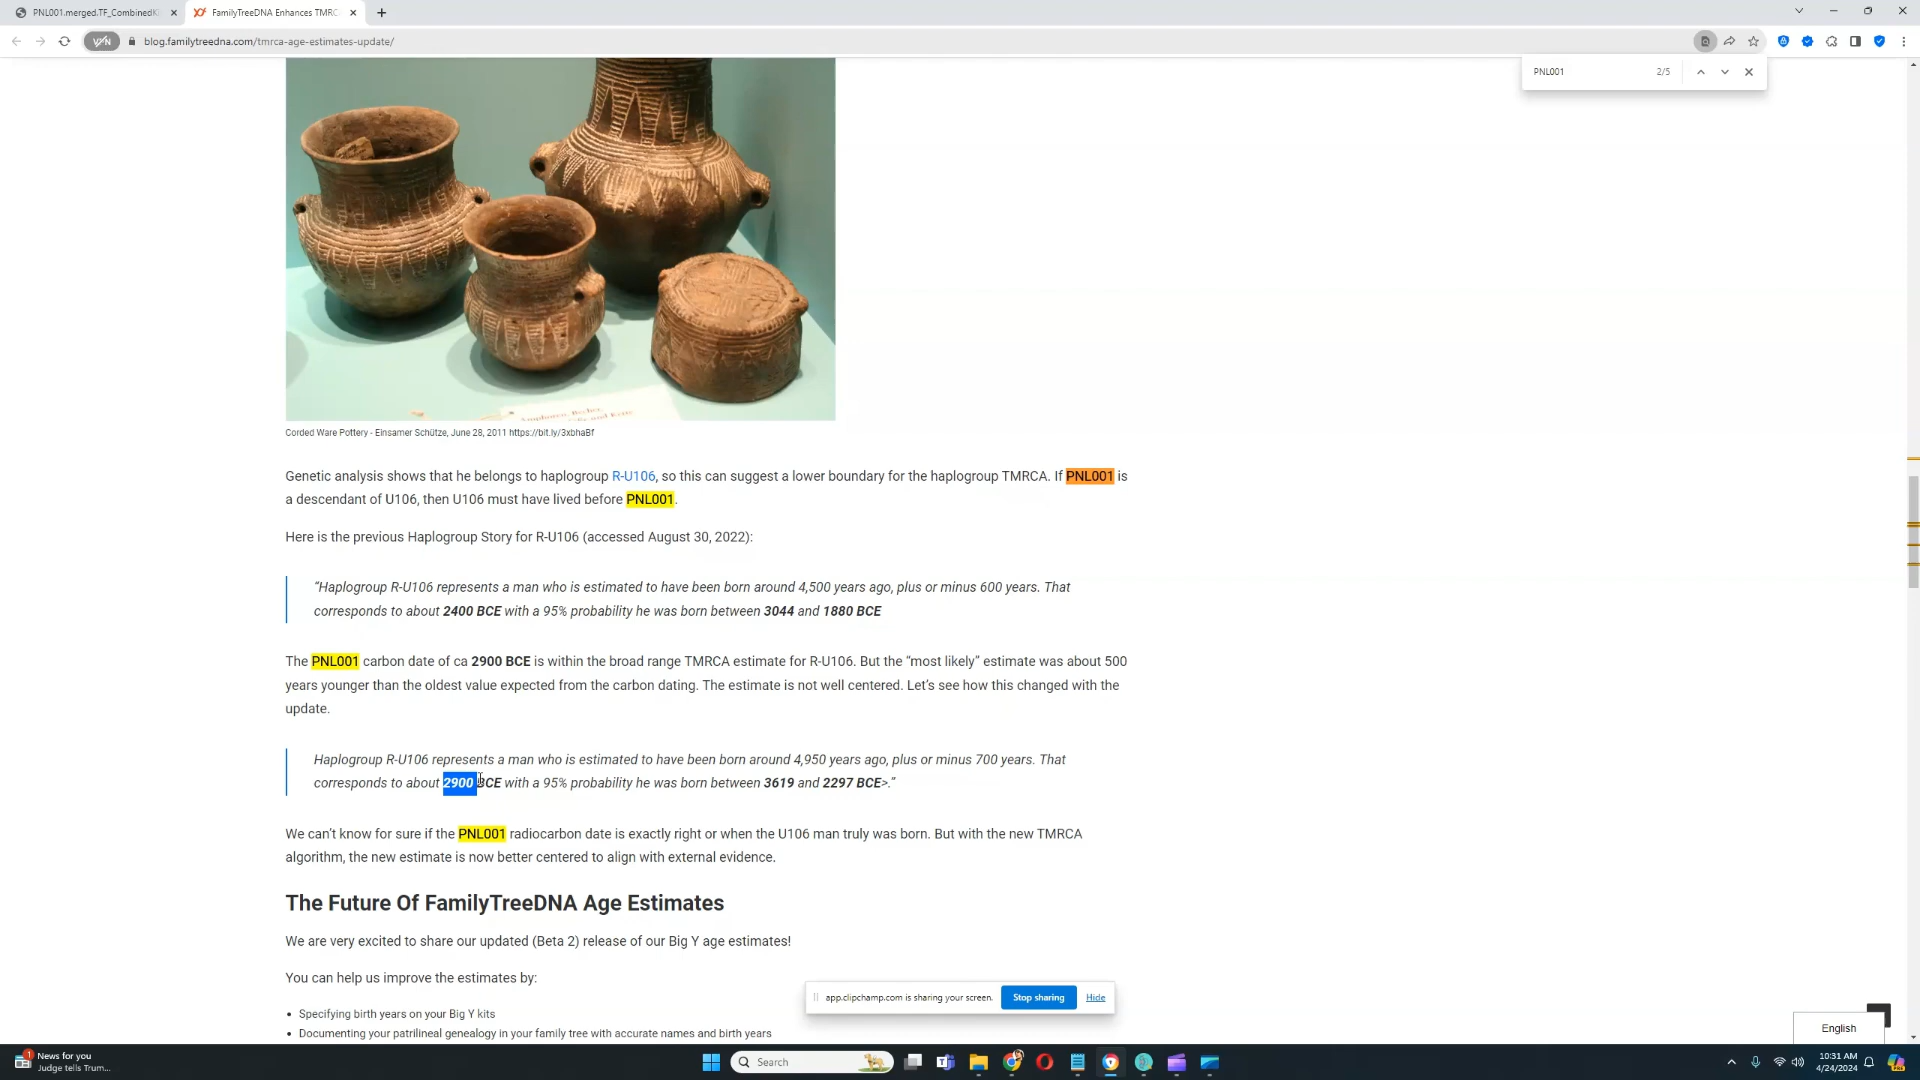 PNL001.merged.TF_CombinedKi
FamilyTreeDNA Enhances TMRC
VPN
blog.familytreedna.com/tmrca-age-estimates-update/
PNL001 2/5
Corded Ware Pottery - Einsamer Schütze, June 28, 2011 https://bit.ly/3xbhaBf
Genetic analysis shows that he belongs to haplogroup R-U106, so this can suggest a lower boundary for the haplogroup TMRCA. If PNL001 is
a descendant of U106, then U106 must have lived before PNL001.
Here is the previous Haplogroup Story for R-U106 (accessed August 30, 2022):
“Haplogroup R-U106 represents a man who is estimated to have been born around 4,500 years ago, plus or minus 600 years. That
corresponds to about 2400 BCE with a 95% probability he was born between 3044 and 1880 BCE
The PNL001 carbon date of ca 2900 BCE is within the broad range TMRCA estimate for R-U106. But the “most likely” estimate was about 500
years younger than the oldest value expected from the carbon dating. The estimate is not well centered. Let’s see how this changed with the
update.
Haplogroup R-U106 represents a man who is estimated to have been born around 4,950 years ago, plus or minus 700 years. That
corresponds to about 2900 BCE with a 95% probability he was born between 3619 and 2297 BCE>.”
We can’t know for sure if the PNL001 radiocarbon date is exactly right or when the U106 man truly was born. But with the new TMRCA
algorithm, the new estimate is now better centered to align with external evidence.
The Future Of FamilyTreeDNA Age Estimates
We are very excited to share our updated (Beta 2) release of our Big Y age estimates!
You can help us improve the estimates by:
• Specifying birth years on your Big Y kits
• Documenting your patrilineal genealogy in your family tree with accurate names and birth years
app.clipchamp.com is sharing your screen. Stop sharing Hide
English
1 News for you
Judge tells Trum...
Search
10:31 AM
4/24/2024